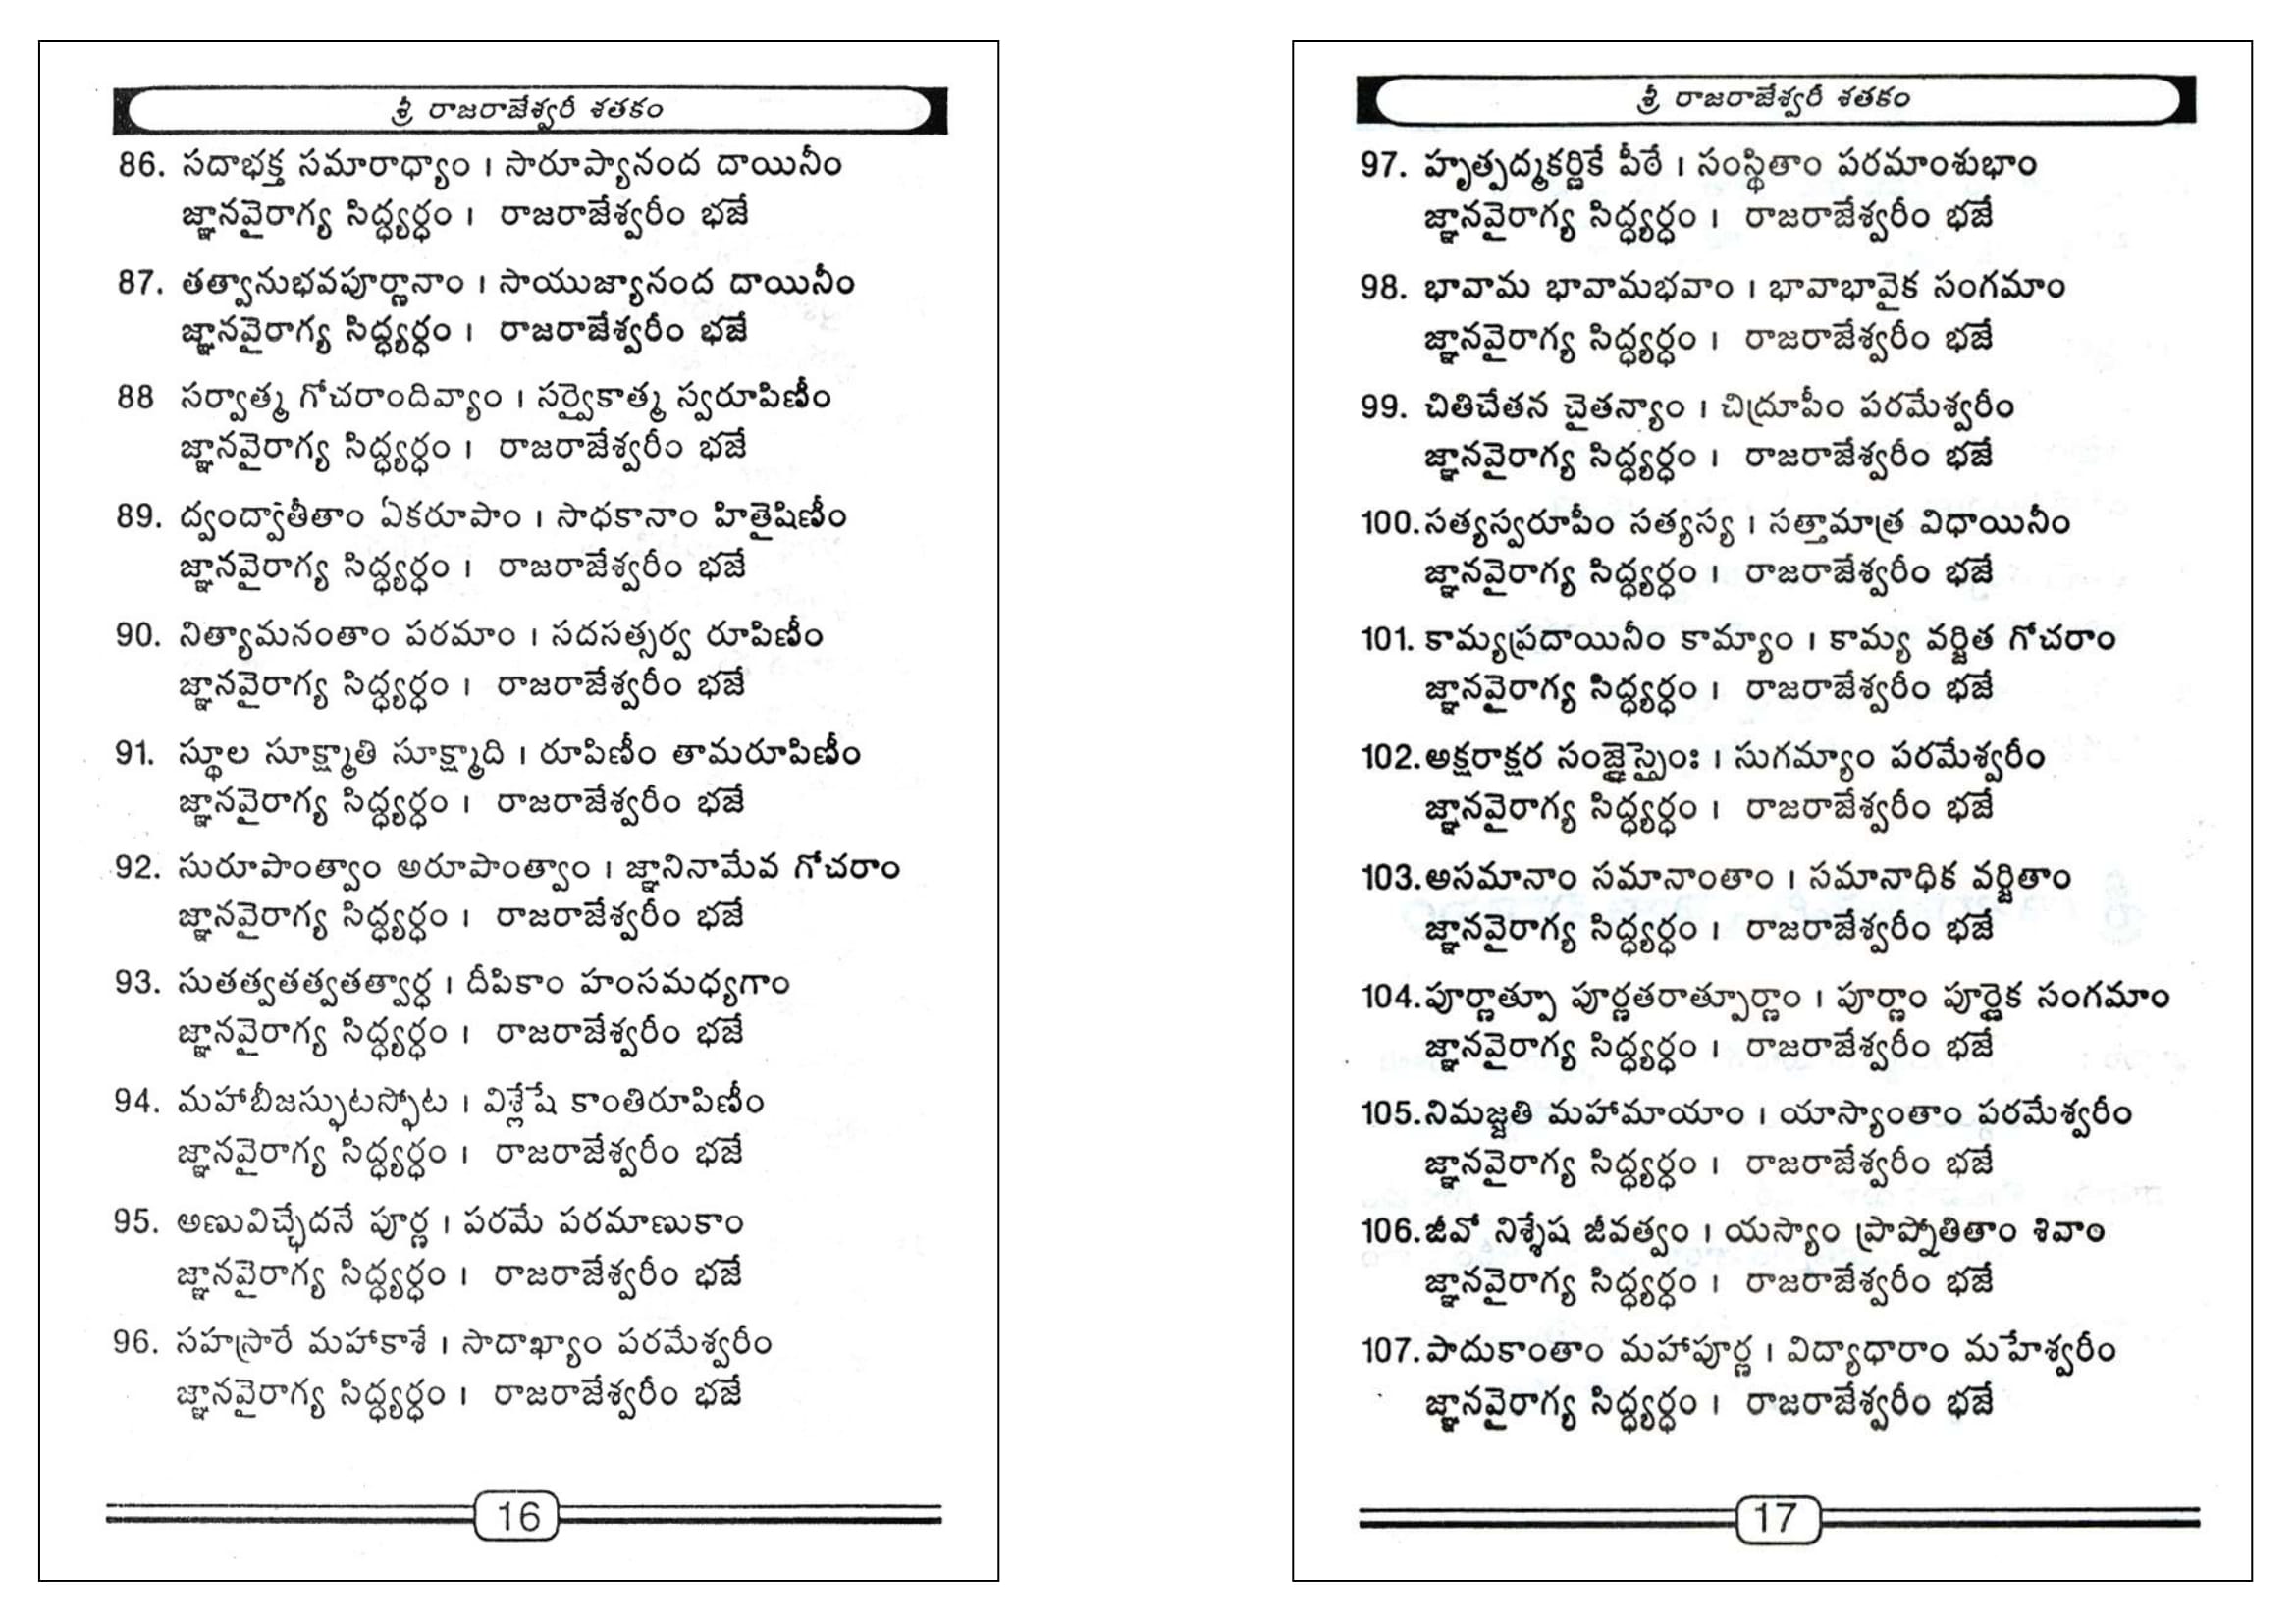 శ్రీ రాజరాజేశ్వరీ శతకం
86. సదాభక్త సమారాధ్యాం । సారూప్యానంద దాయినీం
జ్ఞానవైరాగ్య సిద్ధ్యర్ధం । రాజరాజేశ్వరీం భజే
87. తత్వానుభవపూర్ణానాం । సాయుజ్యానంద దాయినీం
జ్ఞానవైరాగ్య సిద్ధ్యర్ధం । రాజరాజేశ్వరీం భజే
88 సర్వాత్మ గోచరాందివ్యాం । సర్వైకాత్మ స్వరూపిణీం
జ్ఞానవైరాగ్య సిద్ధ్యర్ధం । రాజరాజేశ్వరీం భజే
89. ద్వంద్వాతీతాం ఏకరూపాం । సాధకానాం హితైషిణీం
జ్ఞానవైరాగ్య సిద్ధ్యర్ధం । రాజరాజేశ్వరీం భజే
90. నిత్యామనంతాం పరమాం । సదసత్సర్వ రూపిణీం
జ్ఞానవైరాగ్య సిద్ధ్యర్ధం । రాజరాజేశ్వరీం భజే
91. స్థూల సూక్ష్మాతి సూక్ష్మాది । రూపిణీం తామరూపిణీం
జ్ఞానవైరాగ్య సిద్ధ్యర్ధం । రాజరాజేశ్వరీం భజే
92. సురూపాంత్వాం అరూపాంత్వాం । జ్ఞానినామేవ గోచరాం
జ్ఞానవైరాగ్య సిద్ధ్యర్ధం । రాజరాజేశ్వరీం భజే
93. సుతత్వతత్వతత్వార్ధ । దీపికాం హంసమధ్యగాం
జ్ఞానవైరాగ్య సిద్ధ్యర్ధం । రాజరాజేశ్వరీం భజే
94. మహాబీజస్ఫుటస్ఫోట । విశ్లేషే కాంతిరూపిణీం
జ్ఞానవైరాగ్య సిద్ధ్యర్ధం । రాజరాజేశ్వరీం భజే
95. అణువిచ్ఛేదనే పూర్ణ । పరమే పరమాణుకాం
జ్ఞానవైరాగ్య సిద్ధ్యర్ధం । రాజరాజేశ్వరీం భజే
96. సహస్రారే మహాకాశే । సాదాఖ్యాం పరమేశ్వరీం
జ్ఞానవైరాగ్య సిద్ధ్యర్ధం । రాజరాజేశ్వరీం భజే
16
శ్రీ రాజరాజేశ్వరీ శతకం
97. హృత్పద్మకర్ణికే పీఠే । సంస్థితాం పరమాంశుభాం
జ్ఞానవైరాగ్య సిద్ధ్యర్ధం । రాజరాజేశ్వరీం భజే
98. భావామ భావామభవాం । భావాభావైక సంగమాం
జ్ఞానవైరాగ్య సిద్ధ్యర్ధం । రాజరాజేశ్వరీం భజే
99. చితిచేతన చైతన్యాం । చిద్రూపీం పరమేశ్వరీం
జ్ఞానవైరాగ్య సిద్ధ్యర్ధం । రాజరాజేశ్వరీం భజే
100.సత్యస్వరూపీం సత్యస్య । సత్తామాత్ర విధాయినీం
జ్ఞానవైరాగ్య సిద్ధ్యర్ధం । రాజరాజేశ్వరీం భజే
101. కామ్యప్రదాయినీం కామ్యాం । కామ్య వర్జిత గోచరాం
జ్ఞానవైరాగ్య సిద్ధ్యర్ధం । రాజరాజేశ్వరీం భజే
102.అక్షరాక్షర । సుగమ్యాం పరమేశ్వరీం
జ్ఞానవైరాగ్య సిద్ధ్యర్ధం । రాజరాజేశ్వరీం భజే
103.అసమానాం సమానాంతాం । సమానాధిక వర్జితాం
జ్ఞానవైరాగ్య సిద్ధ్యర్ధం । రాజరాజేశ్వరీం భజే
104.పూర్ణాత్పూ పూర్ణతరాత్పూర్ణాం । పూర్ణాం పూర్ణైక సంగమాం
జ్ఞానవైరాగ్య సిద్ధ్యర్ధం । రాజరాజేశ్వరీం భజే
105.నిమజ్జతి మహామాయాం । యాస్యాంతాం పరమేశ్వరీం
జ్ఞానవైరాగ్య సిద్ధ్యర్ధం । రాజరాజేశ్వరీం భజే
106.జీవో నిశ్శేష జీవత్వం । యస్యాం ప్రాప్నోతితాం శివాం
జ్ఞానవైరాగ్య సిద్ధ్యర్ధం । రాజరాజేశ్వరీం భజే
107.పాదుకాంతాం మహాపూర్ణ । విద్యాధారాం మహేశ్వరీం
జ్ఞానవైరాగ్య సిద్ధ్యర్ధం । రాజరాజేశ్వరీం భజే
17